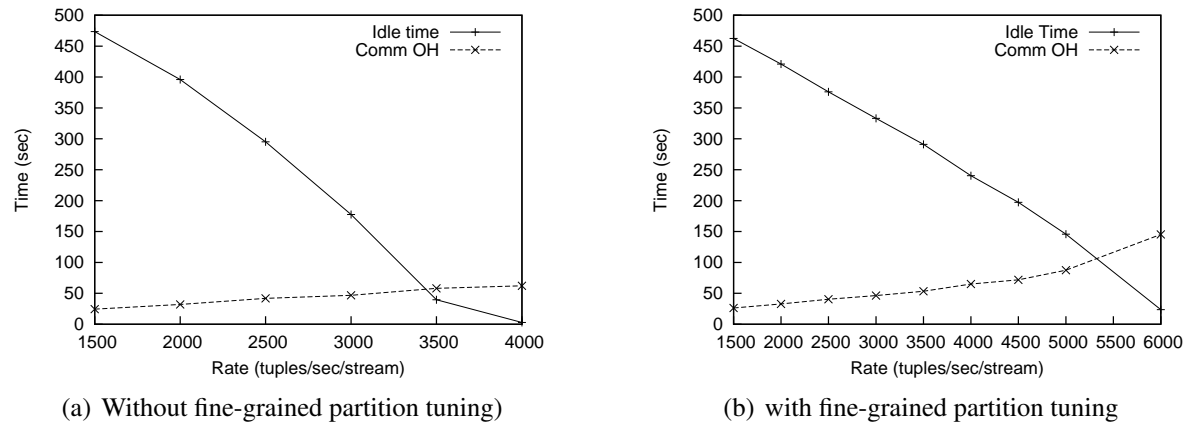 500
450
400
350
300
250
200
150
100
50
0
Time (sec)
Idle time
Comm OH
1500 2000 2500 3000 3500 4000
Rate (tuples/sec/stream)
(a) Without fine-grained partition tuning)
500
450
400
350
300
250
200
150
100
50
0
Time (sec)
Idle Time
Comm OH
1500 2000 2500 3000 3500 4000 4500 5000 5500 6000
Rate (tuples/sec/stream)
(b) with fine-grained partition tuning